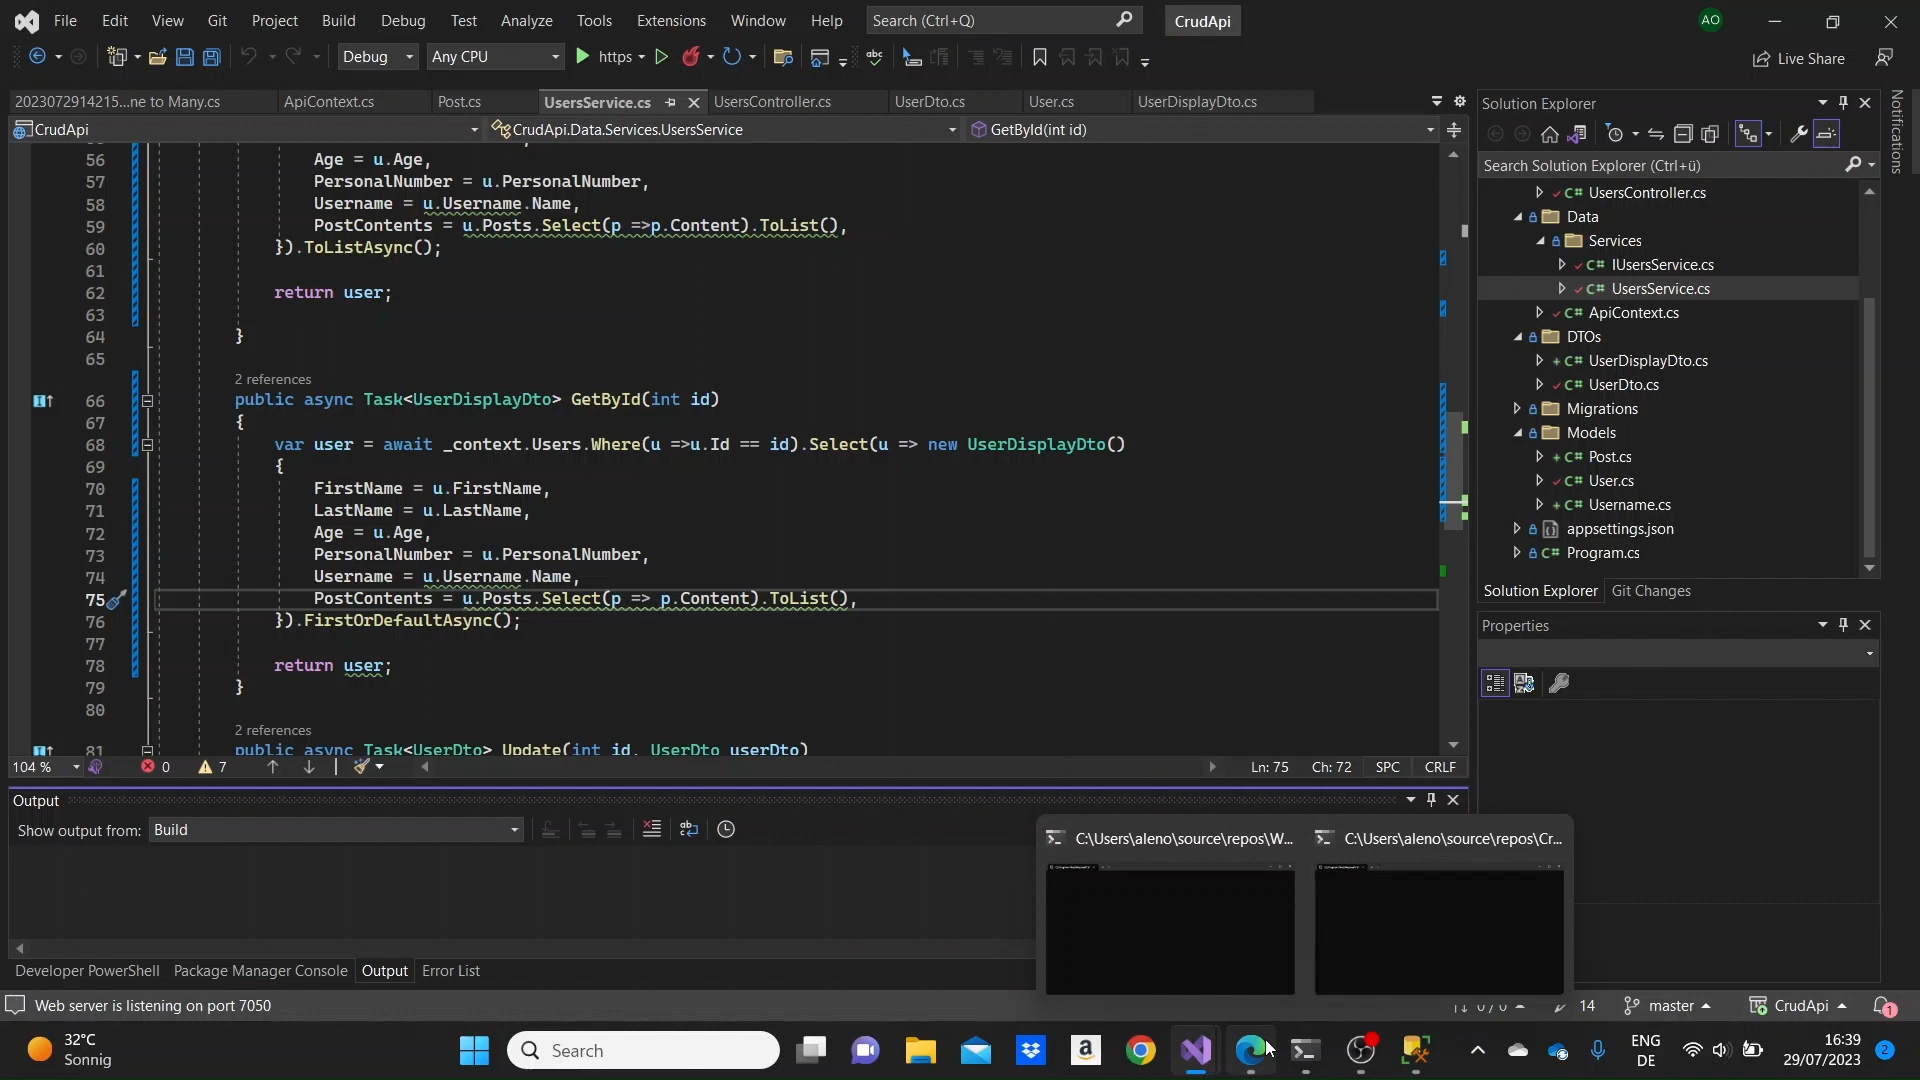 File Edit View Git Project Build Debug Test Analyze Tools Extensions Window Help Search (Ctrl+Q) CrudApi AO
Debug Any CPU https Live Share
2023072914215...ne to Many.cs ApiContext.cs Post.cs UsersService.cs UsersController.cs UserDto.cs User.cs UserDisplayDto.cs
CrudApi CrudApi.Data.Services.UsersService GetById(int id)
56 Age = u.Age,
57 PersonalNumber = u.PersonalNumber,
58 Username = u.Username.Name,
59 PostContents = u.Posts.Select(p =>p.Content).ToList(),
60 }).ToListAsync();
61
62 return user;
63
64 }
65
2 references
66 public async Task<UserDisplayDto> GetById(int id)
67 {
68 var user = await _context.Users.Where(u =>u.Id == id).Select(u => new UserDisplayDto()
69 {
70 FirstName = u.FirstName,
71 LastName = u.LastName,
72 Age = u.Age,
73 PersonalNumber = u.PersonalNumber,
74 Username = u.Username.Name,
75 PostContents = u.Posts.Select(p => p.Content).ToList(),
76 }).FirstOrDefaultAsync();
77
78 return user;
79 }
80
2 references
81 public async Task<UserDto> Update(int id, UserDto userDto)
104 % 0 7 Ln: 75 Ch: 72 SPC CRLF
Solution Explorer
Search Solution Explorer (Ctrl+ü)
C# UsersController.cs
Data
Services
C# IUsersService.cs
C# UsersService.cs
C# ApiContext.cs
DTOs
C# UserDisplayDto.cs
C# UserDto.cs
Migrations
Models
C# Post.cs
C# User.cs
C# Username.cs
appsettings.json
C# Program.cs
Solution Explorer Git Changes
Properties
Notifications
Output
Show output from: Build
C:\Users\aleno\source\repos\W... C:\Users\aleno\source\repos\Cr...
Developer PowerShell Package Manager Console Output Error List
Web server is listening on port 7050 0 / 0 14 master CrudApi 1
32°C
Sonnig
Search
ENG
DE
16:39
29/07/2023
2